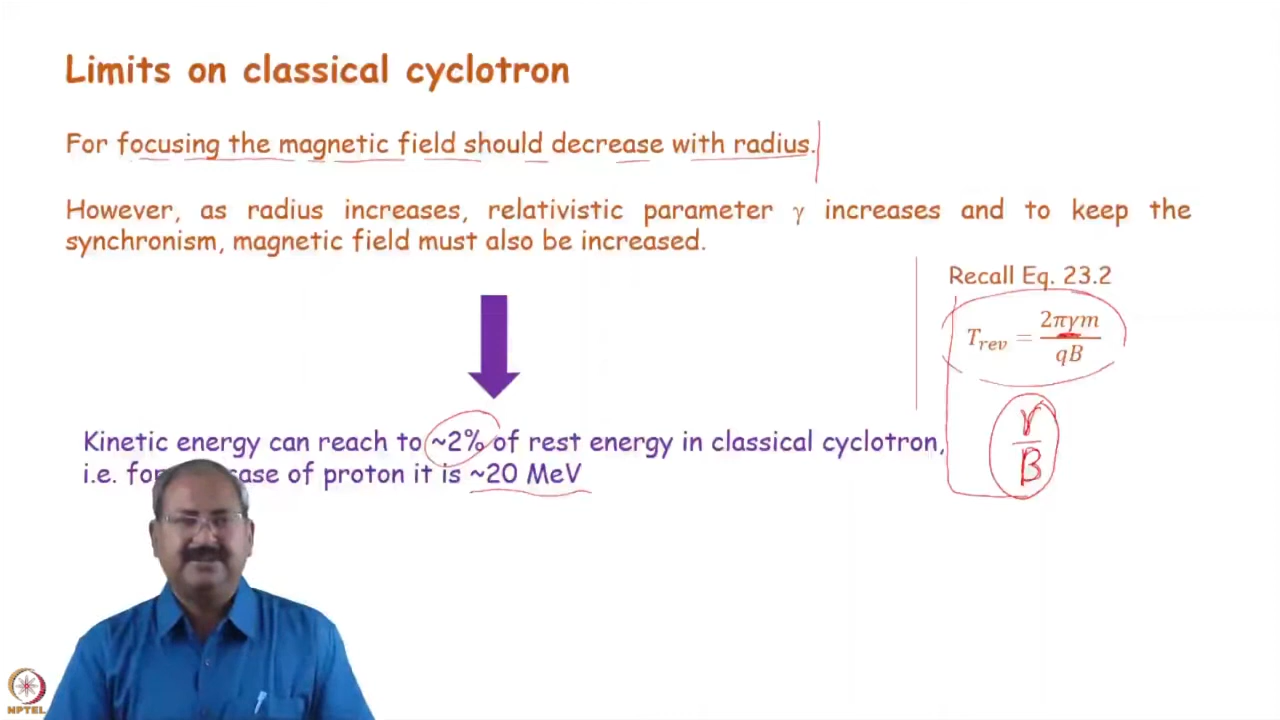 Limits on classical cyclotron
For focusing the magnetic field should decrease with radius.
However, as radius increases, relativistic parameter γ increases and to keep the
synchronism, magnetic field must also be increased.
Recall Eq. 23.2
T_rev = 2πγm / qB
γ / B
Kinetic energy can reach to ~2% of rest energy in classical cyclotron,
i.e. for case of proton it is ~20 MeV
NPTEL